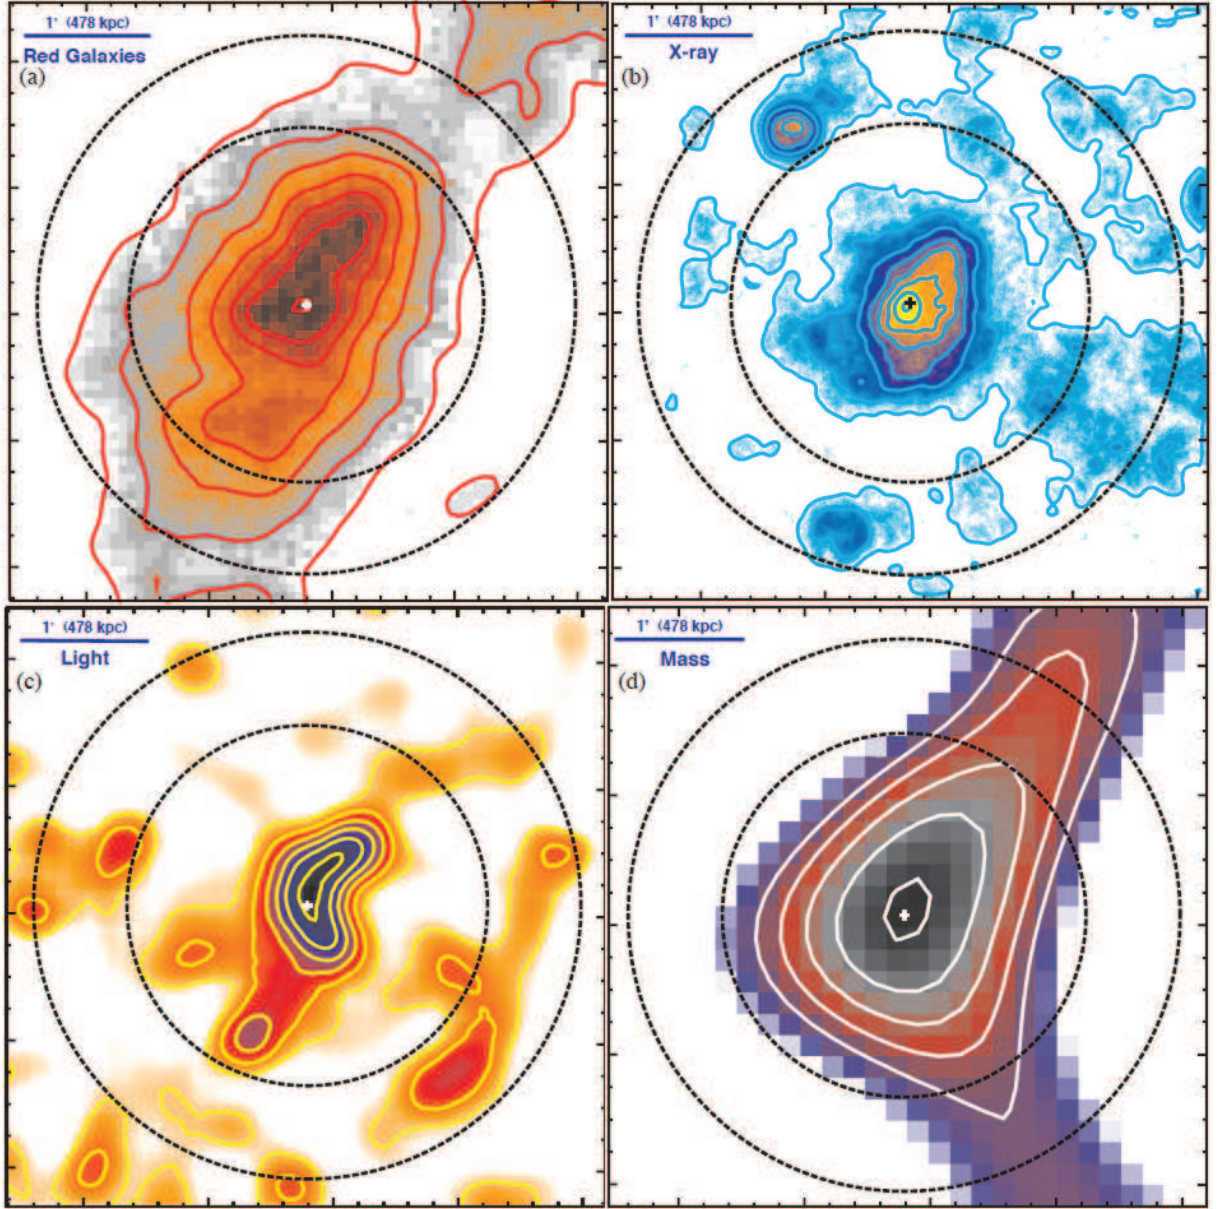 1' (478 kpc)
Red Galaxies
(a)
1' (478 kpc)
X-ray
(b)
1' (478 kpc)
Light
(c)
1' (478 kpc)
Mass
(d)